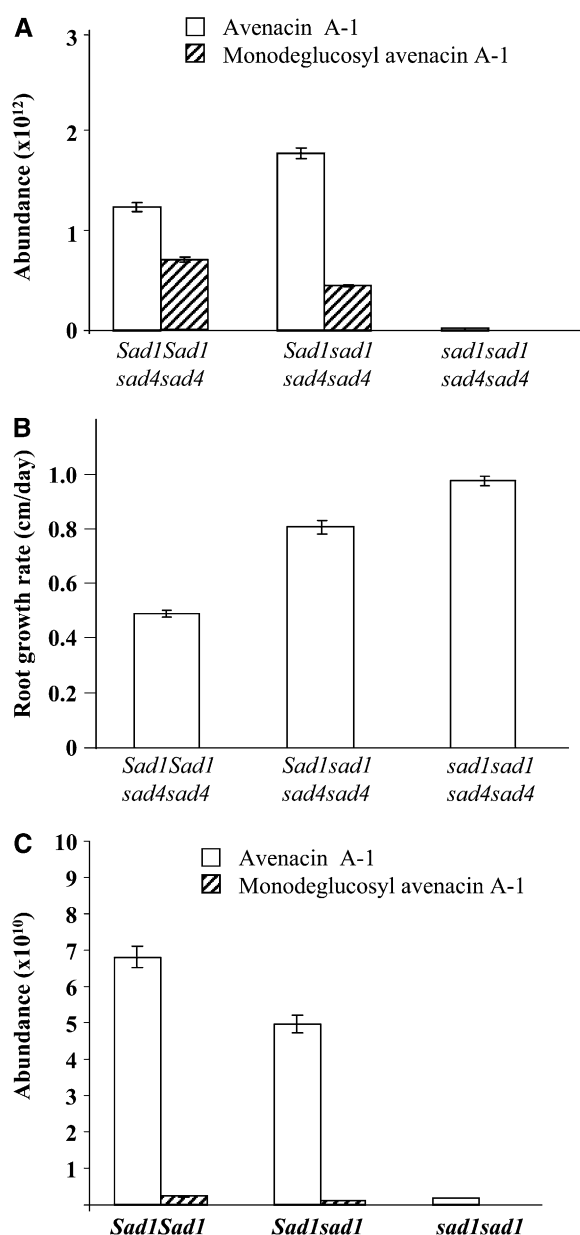 A
Avenacin A-1
Monodeglucosyl avenacin A-1
Abundance (x10¹²)
3
2
1
0
Sad1Sad1 Sad1sad1 sad1sad1
sad4sad4 sad4sad4 sad4sad4
B
Root growth rate (cm/day)
1.0
0.8
0.6
0.4
0.2
0
Sad1Sad1 Sad1sad1 sad1sad1
sad4sad4 sad4sad4 sad4sad4
C
Avenacin A-1
Monodeglucosyl avenacin A-1
Abundance (x10¹⁰)
10
9
8
7
6
5
4
3
2
1
Sad1Sad1 Sad1sad1 sad1sad1